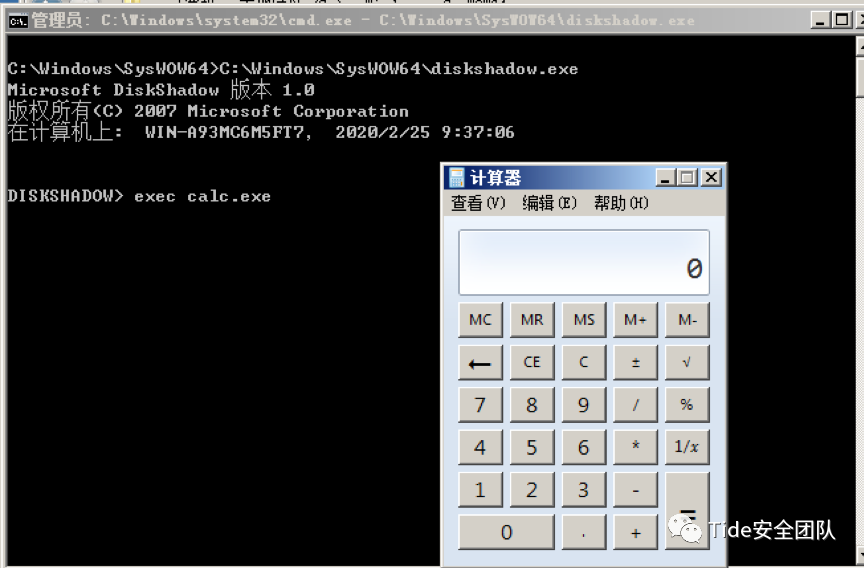 管理员: C:\Windows\system32\cmd.exe - C:\Windows\SysWOW64\diskshadow.exe
C:\Windows\SysWOW64>C:\Windows\SysWOW64\diskshadow.exe
Microsoft DiskShadow 版本 1.0
版权所有(C) 2007 Microsoft Corporation
在计算机上: WIN-A93MC6M5FT7, 2020/2/25 9:37:06
DISKSHADOW> exec calc.exe
计算器
查看(V) 编辑(E) 帮助(H)
0
MC MR MS M+ M-
← CE C ± √
7 8 9 / %
4 5 6 * 1/x
1 2 3 -
0 . + =
Tide安全团队